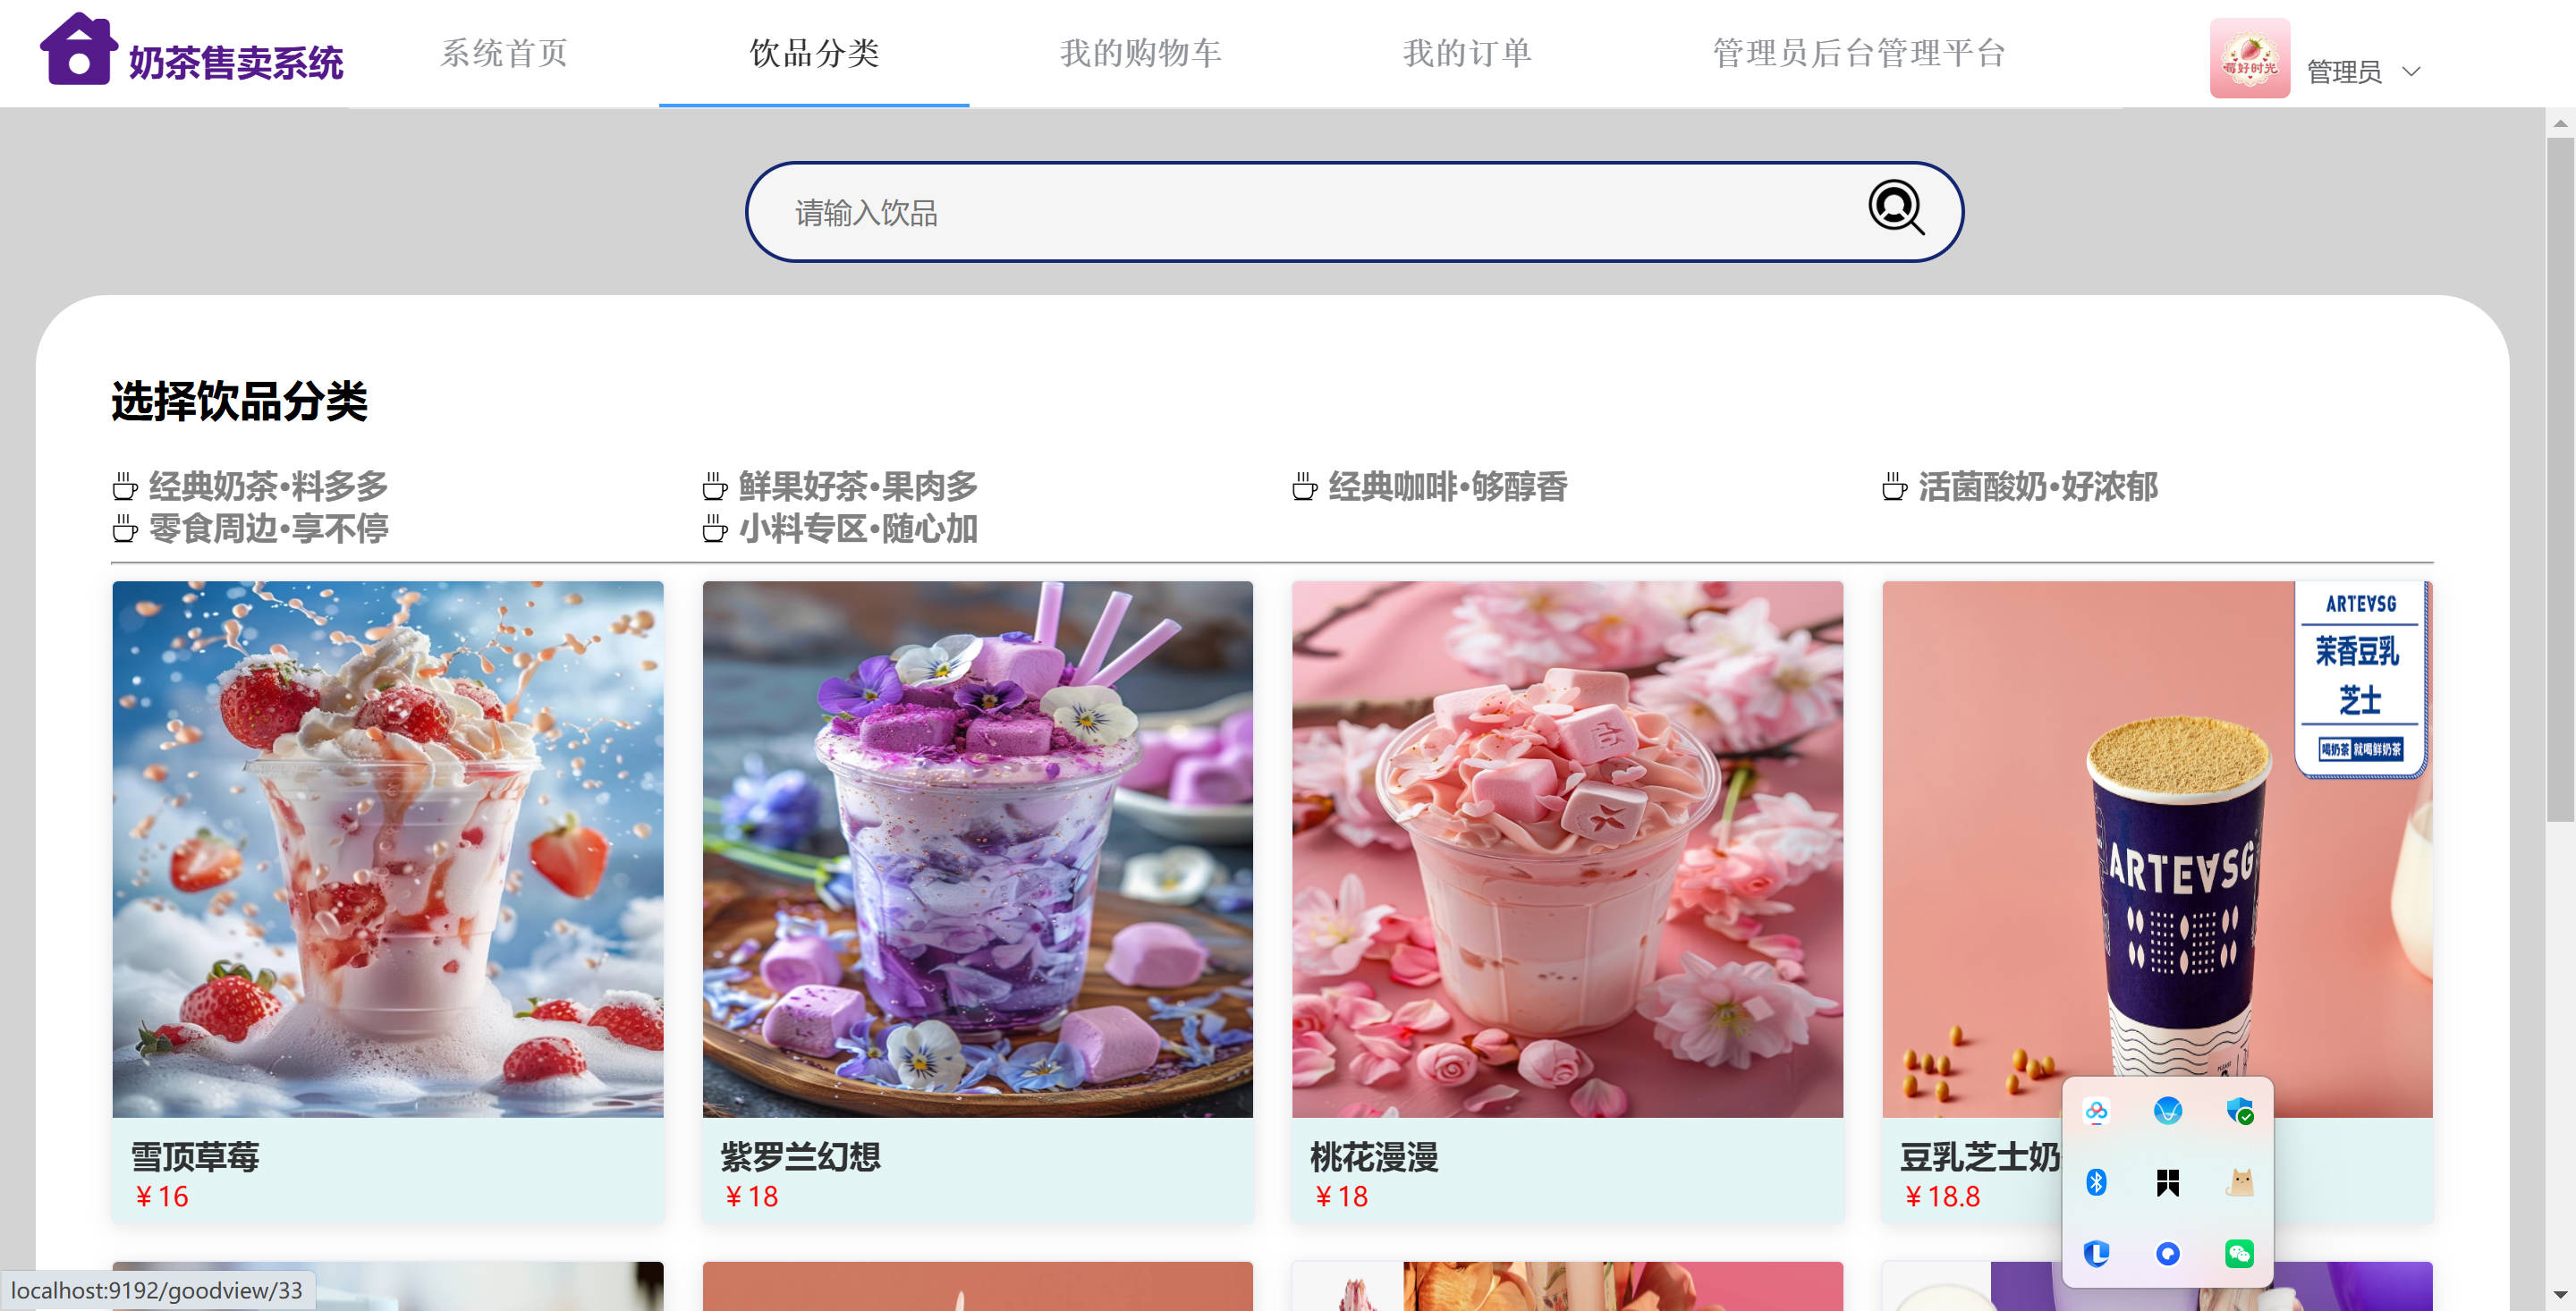 奶茶售卖系统
系统首页
饮品分类
我的购物车
我的订单
管理员后台管理平台
莓好时光
管理员
请输入饮品
选择饮品分类
经典奶茶•料多多
鲜果好茶•果肉多
经典咖啡•够醇香
活菌酸奶•好浓郁
零食周边•享不停
小料专区•随心加
ARTEⱯSG
茉香豆乳
芝士
喝奶茶 就喝鲜奶茶
ARTEⱯSG
雪顶草莓
￥16
紫罗兰幻想
￥18
桃花漫漫
￥18
豆乳芝士奶
￥18.8
localhost:9192/goodview/33